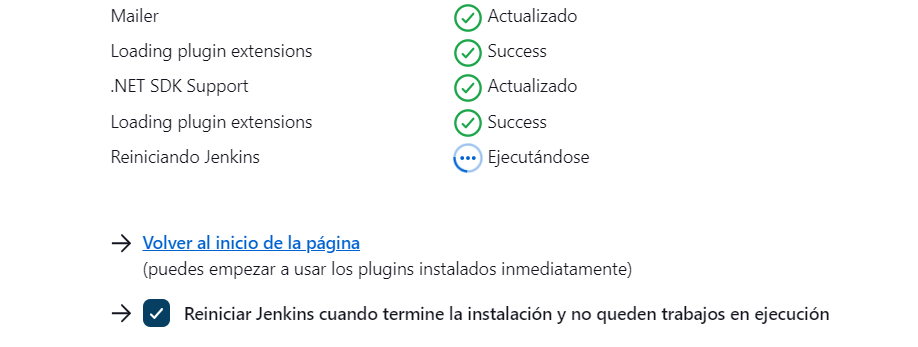 Mailer Actualizado
Loading plugin extensions Success
.NET SDK Support Actualizado
Loading plugin extensions Success
Reiniciando Jenkins Ejecutándose
Volver al inicio de la página
(puedes empezar a usar los plugins instalados inmediatamente)
Reiniciar Jenkins cuando termine la instalación y no queden trabajos en ejecución